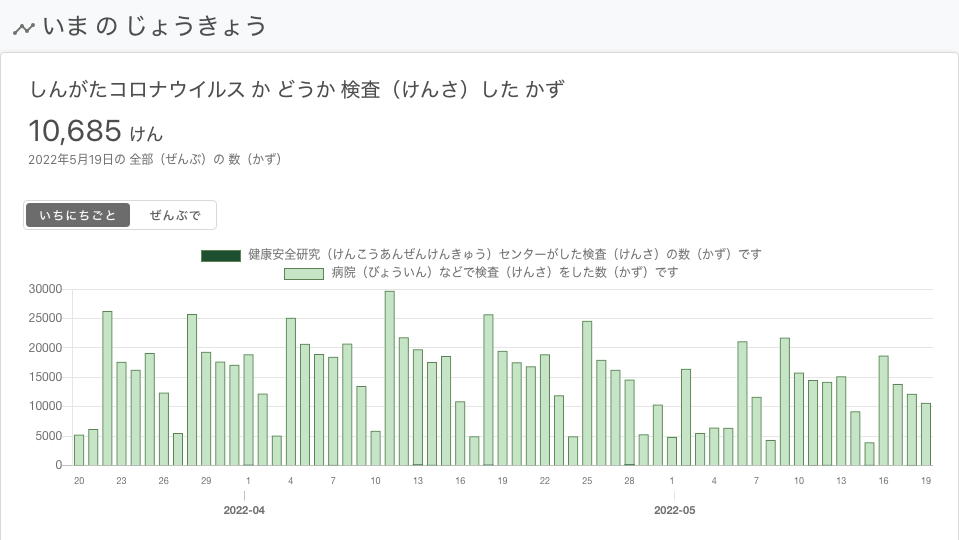 いま の じょうきょう
しんがたコロナウイルス か どうか 検査（けんさ）した かず
10,685 けん
2022年5月19日の 全部（ぜんぶ）の 数（かず）
いちにちごと ぜんぶで
健康安全研究（けんこうあんぜんけんきゅう）センターがした検査（けんさ）の数（かず）です
病院（びょういん）などで検査（けんさ）をした数（かず）です
30000
25000
20000
15000
10000
5000
0
20 23 26 29 1 4 7 10 13 16 19 22 25 28 1 4 7 10 13 16 19
2022-04 2022-05